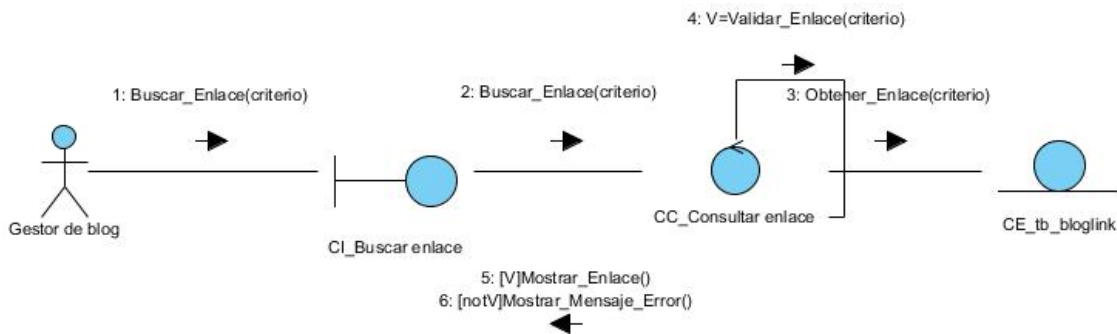 4: V=Validar_Enlace(criterio)
1: Buscar_Enlace(criterio)
2: Buscar_Enlace(criterio)
3: Obtener_Enlace(criterio)
Gestor de blog
CI_Buscar enlace
CC_Consultar enlace
CE_tb_bloglink
5: [V]Mostrar_Enlace()
6: [notV]Mostrar_Mensaje_Error()